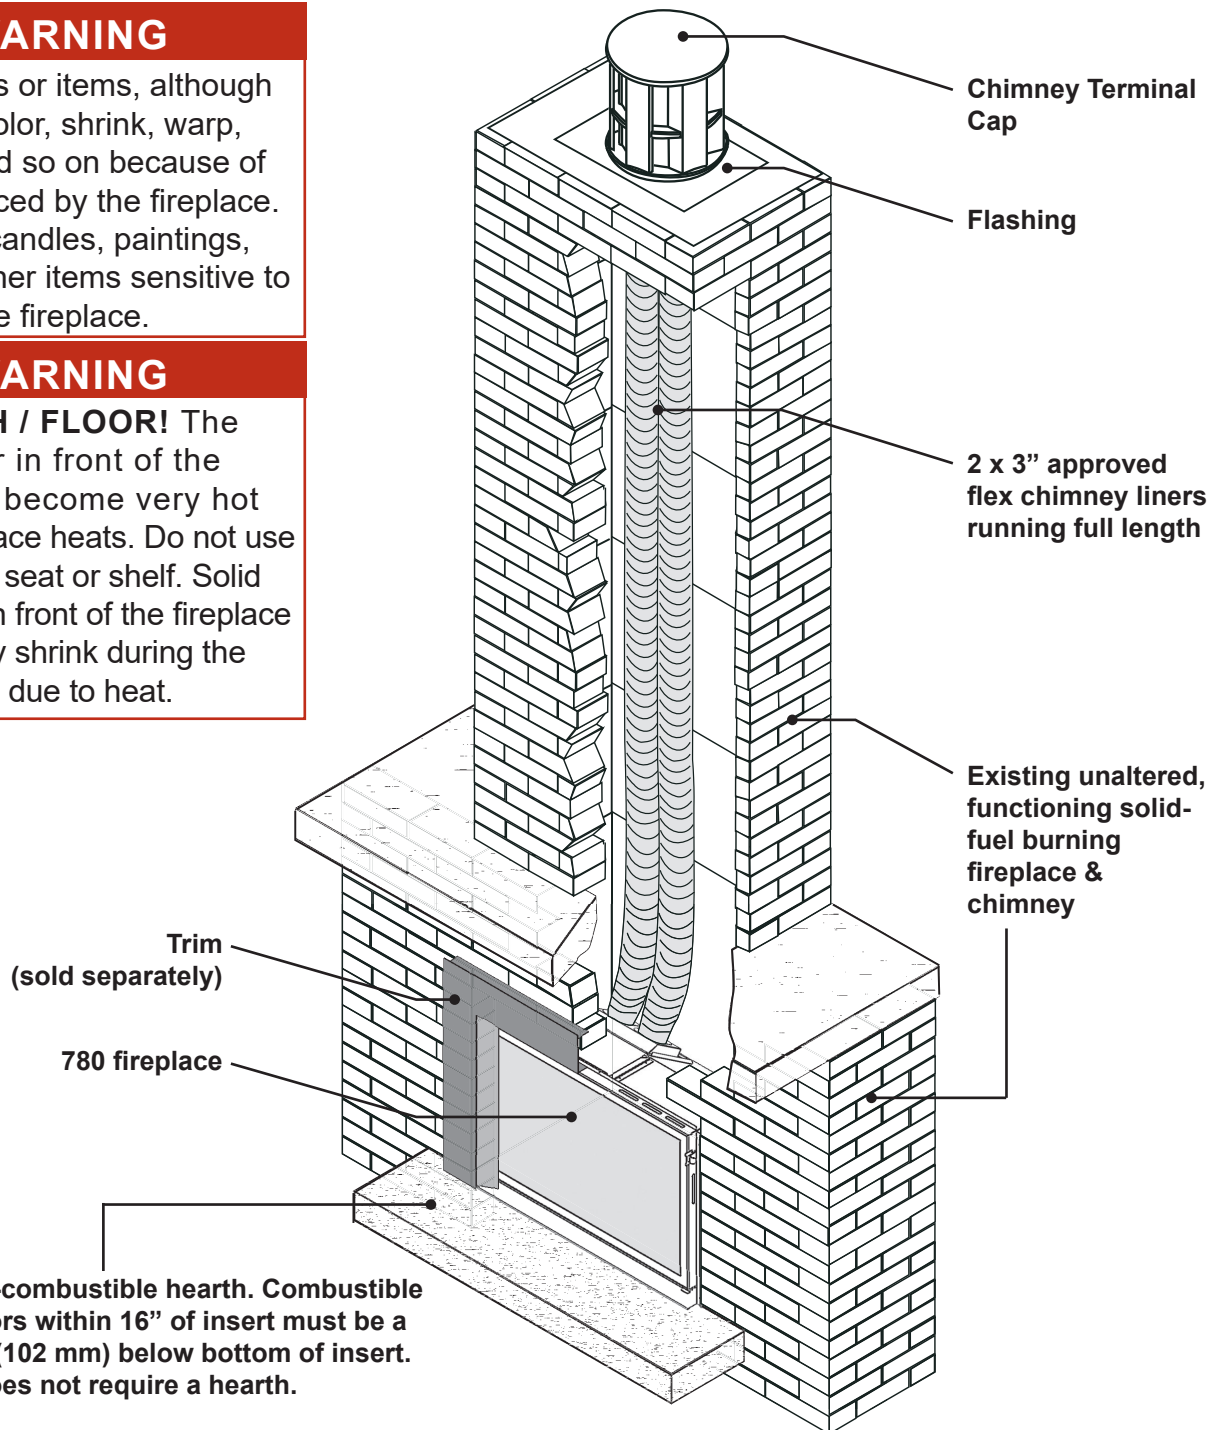 ARNING
s or items, although
olor, shrink, warp,
d so on because of
ced by the fireplace.
candles, paintings,
her items sensitive to
e fireplace.
ARNING
H / FLOOR! The
r in front of the
become very hot
ace heats. Do not use
seat or shelf. Solid
n front of the fireplace
y shrink during the
due to heat.
Chimney Terminal
Cap
Flashing
2 x 3” approved
flex chimney liners
running full length
Existing unaltered,
functioning solid-
fuel burning
fireplace &
chimney
Trim
(sold separately)
780 fireplace
-combustible hearth. Combustible
ors within 16” of insert must be a
(102 mm) below bottom of insert.
oes not require a hearth.